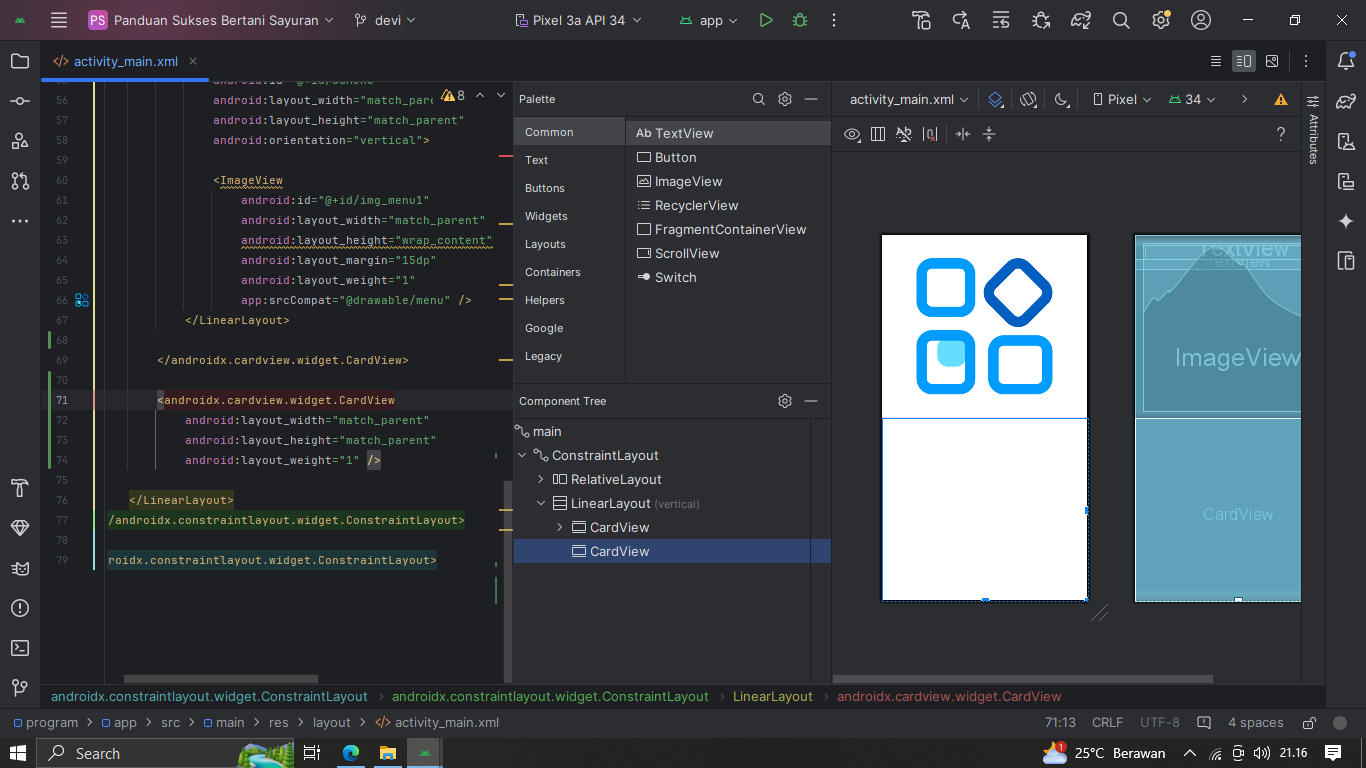 PS Panduan Sukses Bertani Sayuran devi Pixel 3a API 34 app
activity_main.xml
8
56 android:layout_width="match_pare
57 android:layout_height="match_parent"
58 android:orientation="vertical">
59
60 <ImageView
61 android:id="@+id/img_menu1"
62 android:layout_width="match_parent"
63 android:layout_height="wrap_content"
64 android:layout_margin="15dp"
65 android:layout_weight="1"
66 app:srcCompat="@drawable/menu" />
67 </LinearLayout>
68
69 </androidx.cardview.widget.CardView>
70
71 <androidx.cardview.widget.CardView
72 android:layout_width="match_parent"
73 android:layout_height="match_parent"
74 android:layout_weight="1" />
75
76 </LinearLayout>
77 /androidx.constraintlayout.widget.ConstraintLayout>
78
79 roidx.constraintlayout.widget.ConstraintLayout>
Palette
Common
Text
Buttons
Widgets
Layouts
Containers
Helpers
Google
Legacy
Ab TextView
Button
ImageView
RecyclerView
FragmentContainerView
ScrollView
Switch
Component Tree
main
ConstraintLayout
RelativeLayout
LinearLayout (vertical)
CardView
CardView
activity_main.xml Pixel 34
?
TextView
TextView
ImageView
CardView
Attributes
androidx.constraintlayout.widget.ConstraintLayout › androidx.constraintlayout.widget.ConstraintLayout › LinearLayout › androidx.cardview.widget.CardView
program > app > src > main > res > layout > activity_main.xml 71:13 CRLF UTF-8 4 spaces
Search 1 25°C Berawan 21.16